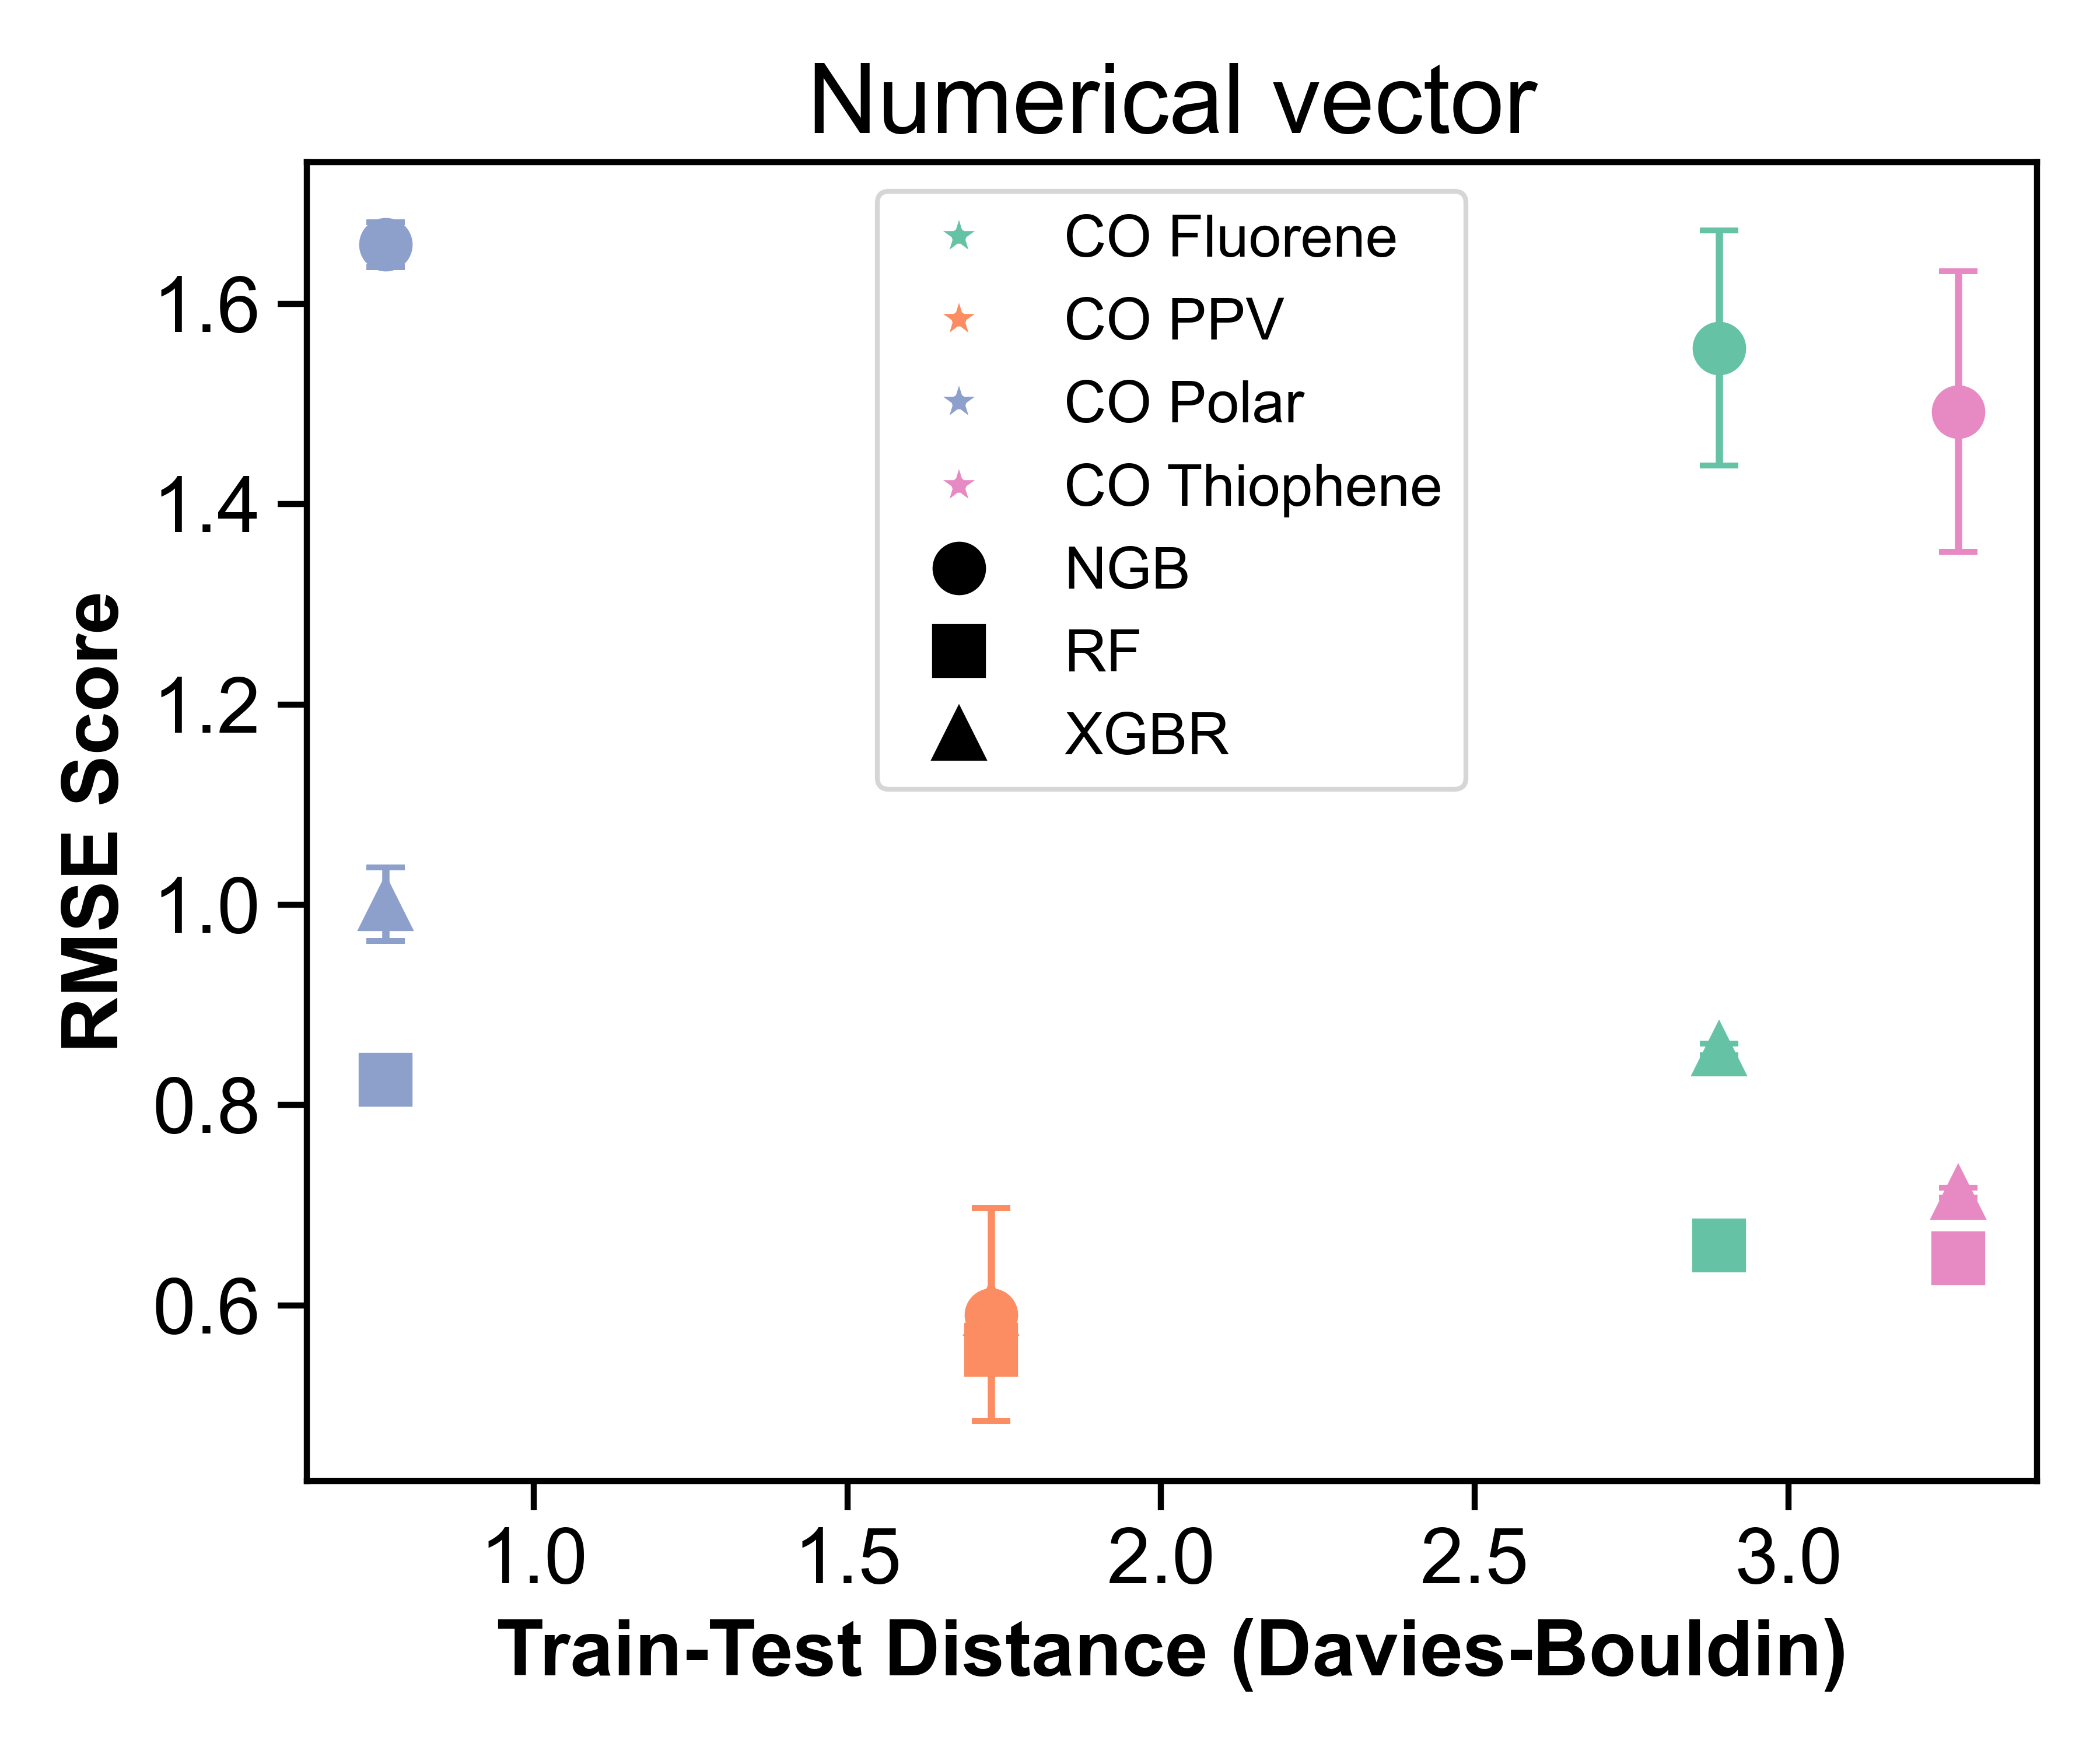 Numerical vector
CO Fluorene
CO PPV
CO Polar
CO Thiophene
NGB
RF
XGBR
RMSE Score
1.6
1.4
1.2
1.0
0.8
0.6
1.0
1.5
2.0
2.5
3.0
Train-Test Distance (Davies-Bouldin)